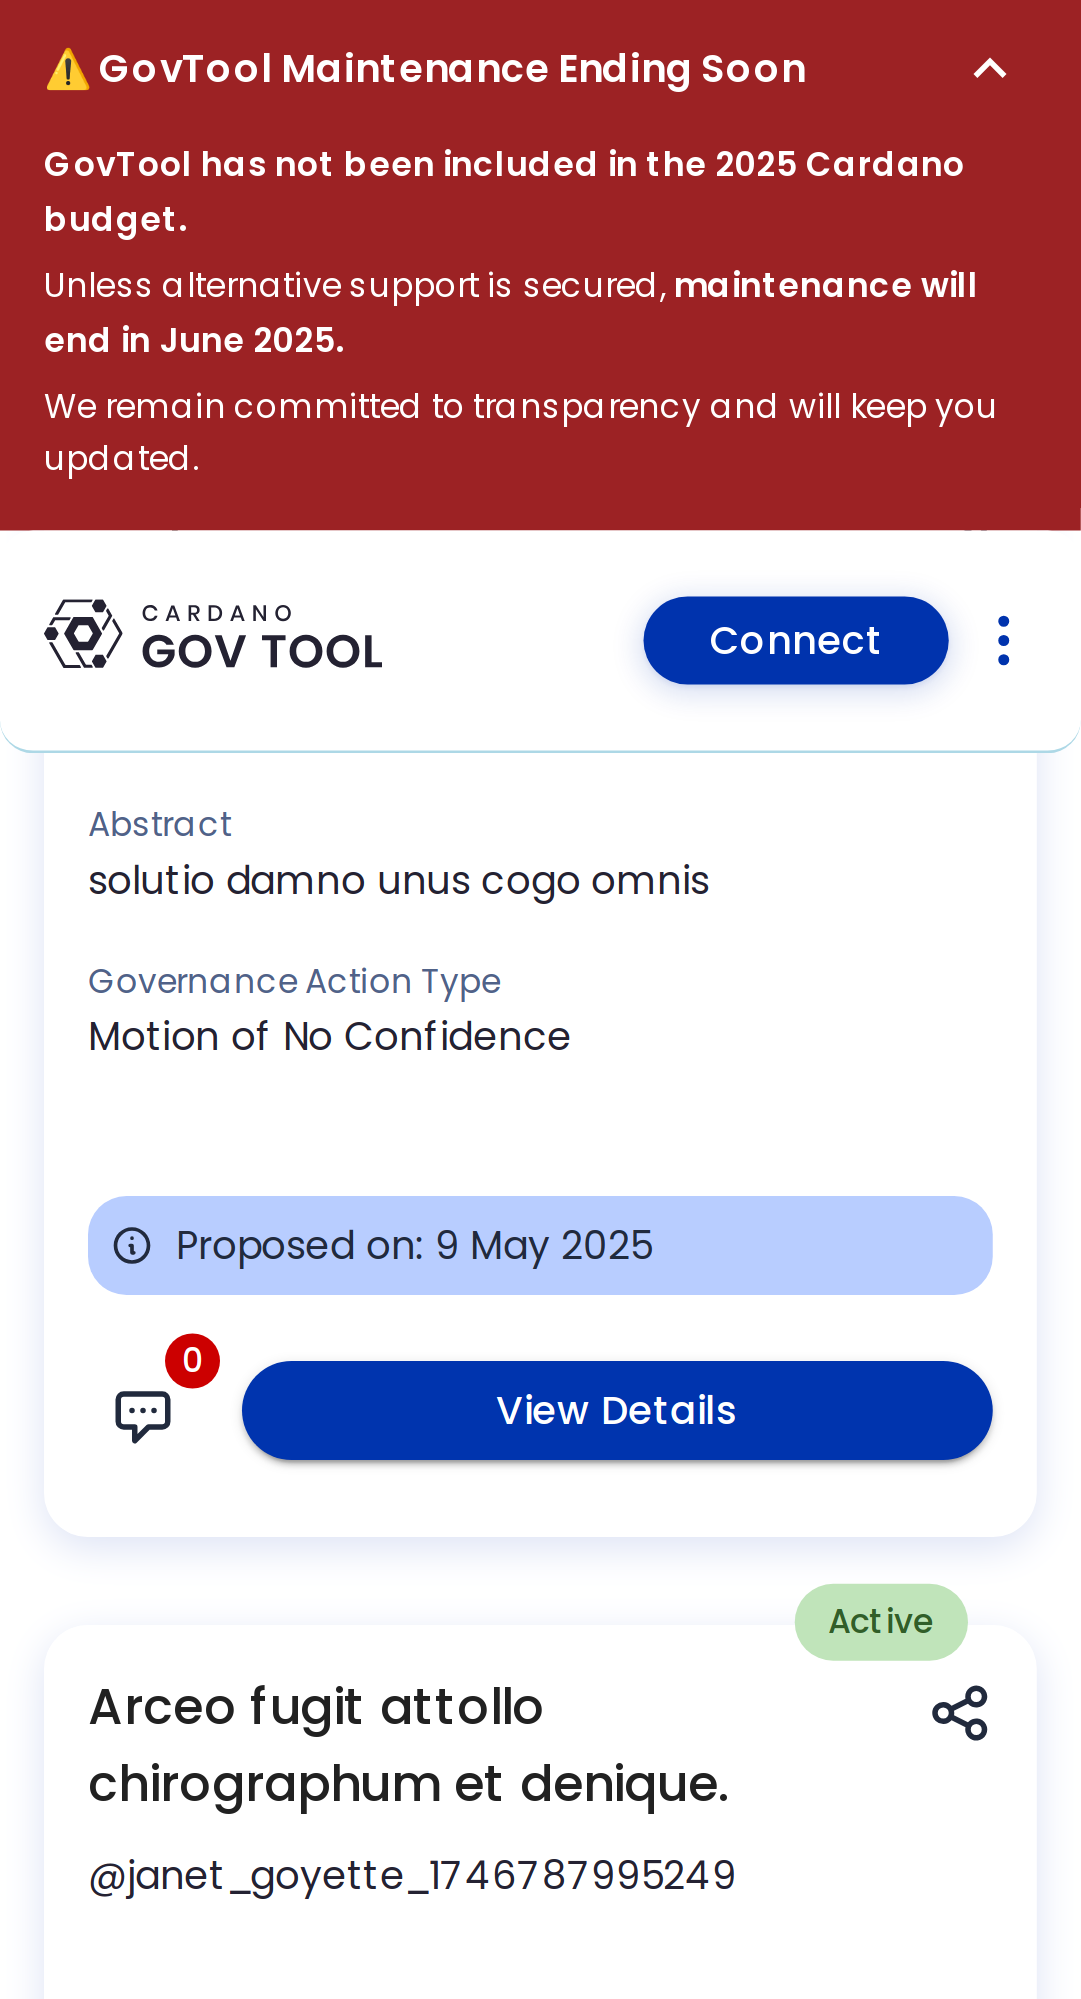 ⚠️ GovTool Maintenance Ending Soon
GovTool has not been included in the 2025 Cardano
budget.
Unless alternative support is secured, maintenance will
end in June 2025.
We remain committed to transparency and will keep you
updated.
CARDANO
GOV TOOL
Connect
Abstract
solutio damno unus cogo omnis
Governance Action Type
Motion of No Confidence
Proposed on: 9 May 2025
0
View Details
Active
Arceo fugit attollo
chirographum et denique.
@janet_goyette_1746787995249